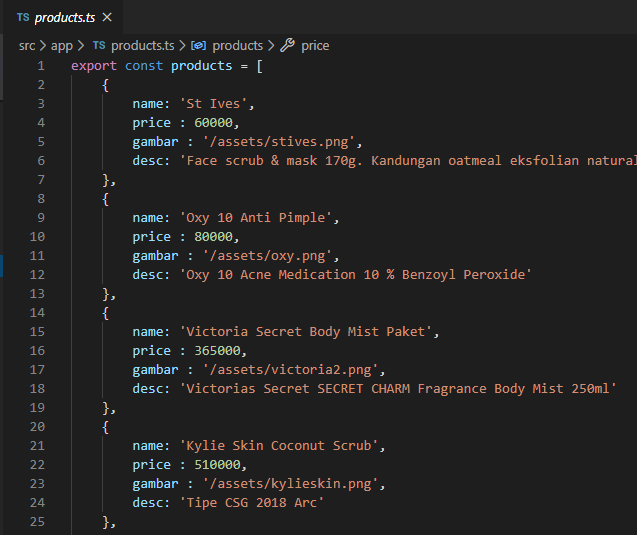 TS products.ts ×
src > app > TS products.ts > products > price
1 export const products = [
2 {
3 name: 'St Ives',
4 price : 60000,
5 gambar : '/assets/stives.png',
6 desc: 'Face scrub & mask 170g. Kandungan oatmeal eksfolian natural
7 },
8 {
9 name: 'Oxy 10 Anti Pimple',
10 price : 80000,
11 gambar : '/assets/oxy.png',
12 desc: 'Oxy 10 Acne Medication 10 % Benzoyl Peroxide'
13 },
14 {
15 name: 'Victoria Secret Body Mist Paket',
16 price : 365000,
17 gambar : '/assets/victoria2.png',
18 desc: 'Victorias Secret SECRET CHARM Fragrance Body Mist 250ml'
19 },
20 {
21 name: 'Kylie Skin Coconut Scrub',
22 price : 510000,
23 gambar : '/assets/kylieskin.png',
24 desc: 'Tipe CSG 2018 Arc'
25 },